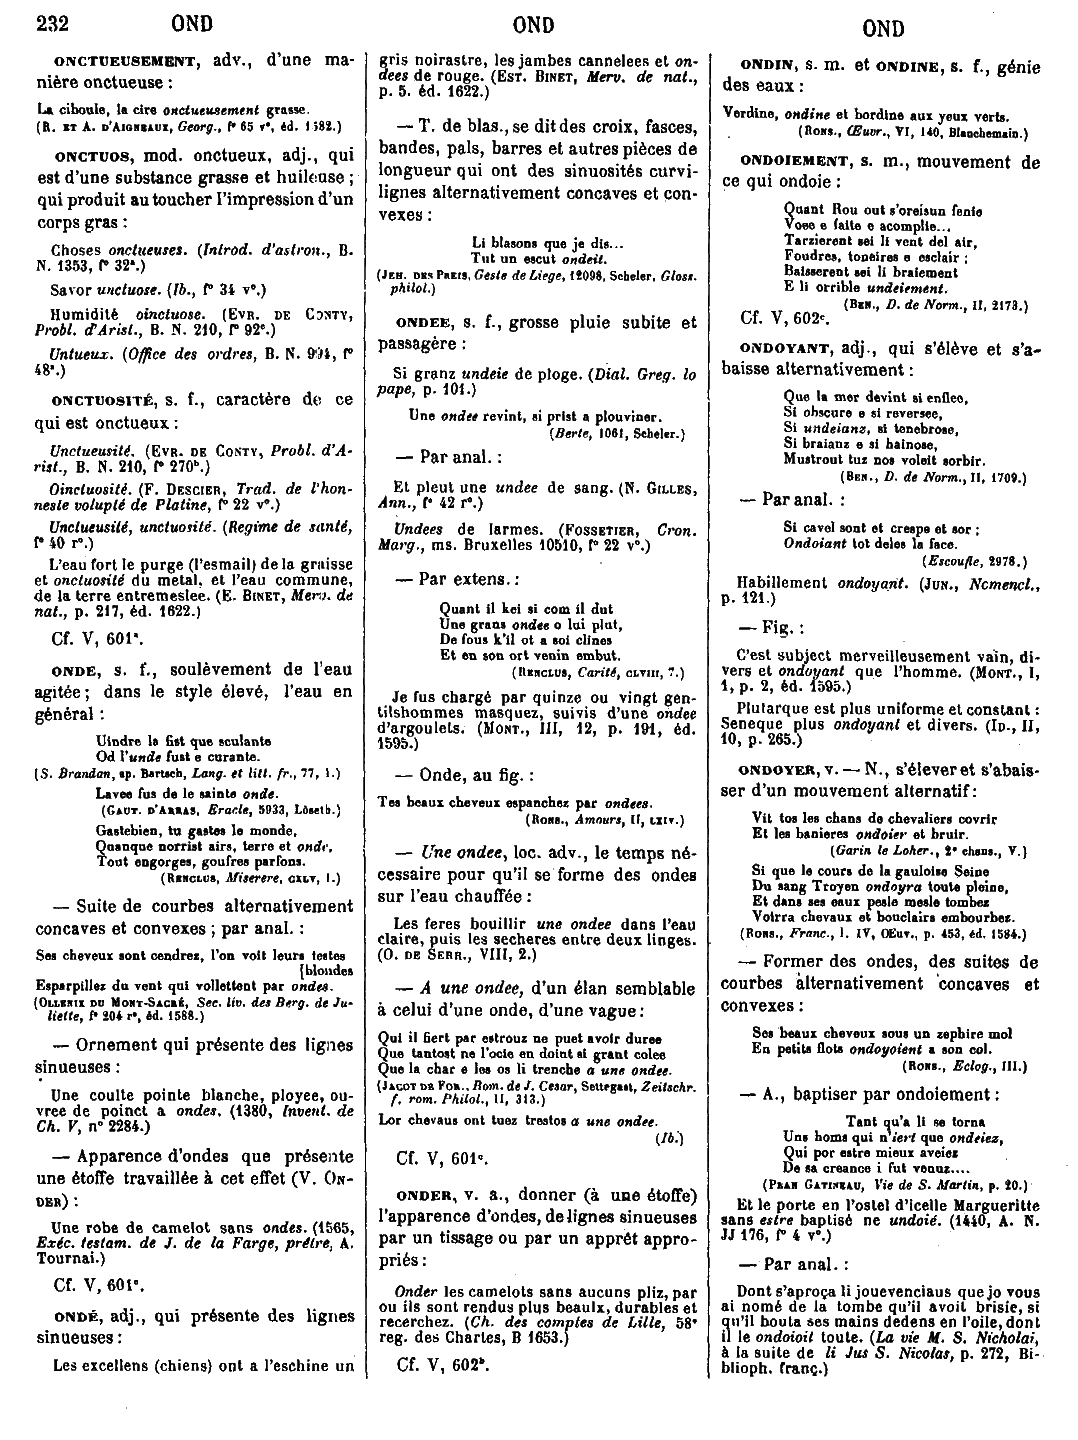 232 OND OND OND
ONCTUEUSEMENT, adv., d'une ma-
nière onctueuse :
La ciboule, la cire onctueusement grasse.
(R. ET A. D'AIGNEAUX, Georg., f° 65 v°, éd. 1582.)
ONCTUOS, mod. onctueux, adj., qui
est d'une substance grasse et huileuse ;
qui produit au toucher l'impression d'un
corps gras :
Choses onctueuses. (Introd. d'astron., B.
N. 1353, f° 32ª.)
Savor unctuose. (Ib., f° 34 v°.)
Humidité oinctuose. (EVR. DE CONTY,
Probl. d'Arist., B. N. 210, f° 92ᶜ.)
Untueux. (Office des ordres, B. N. 994, f°
48ª.)
ONCTUOSITÉ, s. f., caractère de ce
qui est onctueux :
Unctueusité. (EVR. DE CONTY, Probl. d'A-
rist., B. N. 210, f° 270ᵇ.)
Oinctuosité. (F. DESCIER, Trad. de l'hon-
neste volupté de Platine, f° 22 v°.)
Unctueusité, unctuosité. (Regime de santé,
f° 40 r°.)
L'eau fort le purge (l'esmail) de la graisse
et onctuosité du metal, et l'eau commune,
de la terre entremeslee. (E. BINET, Merv. de
nat., p. 217, éd. 1622.)
Cf. V, 601ª.
ONDE, s. f., soulèvement de l'eau
agitée ; dans le style élevé, l'eau en
général :
Uindre la fist que sculante
Od l'unde fust e curante.
(S. Brandan, ap. Bartsch, Lang. et litt. fr., 77, 1.)
Lavee fus de le sainte onde.
(GAUT. D'ARRAS, Eracle, 5933, Löseth.)
Gastebien, tu gastes le monde,
Quanque norrist airs, terre et onde,
Tout engorges, goufres parfons.
(RENCLUS, Miserere, CXLV, 1.)
— Suite de courbes alternativement
concaves et convexes ; par anal. :
Ses cheveux sont cendrez, l'on voit leurs testes
[blondes
Esparpillez du vent qui vollettent par ondes.
(OLLENIX DU MONT-SACRÉ, Sec. liv. des Berg. de Ju-
liette, f° 204 r°, éd. 1588.)
— Ornement qui présente des lignes
sinueuses :
Une coulte pointe blanche, ployee, ou-
vree de poinct a ondes. (1380, Invent. de
Ch. V, n° 2284.)
— Apparence d'ondes que présente
une étoffe travaillée à cet effet (V. ON-
DER) :
Une robe de camelot sans ondes. (1565,
Exéc. testam. de J. de la Farge, prêtre, A.
Tournai.)
Cf. V, 601ᵉ.
ONDÉ, adj., qui présente des lignes
sinueuses :
Les excellens (chiens) ont a l'eschine un
gris noirastre, les jambes cannelees et on-
dees de rouge. (EST. BINET, Merv. de nat.,
p. 5. éd. 1622.)
— T. de blas., se dit des croix, fasces,
bandes, pals, barres et autres pièces de
longueur qui ont des sinuosités curvi-
lignes alternativement concaves et con-
vexes :
Li blasons que je dis...
Tut un escut ondeit.
(JEH. DES PREIS, Geste de Liege, 12098, Scheler, Gloss.
philol.)
ONDEE, s. f., grosse pluie subite et
passagère :
Si granz undeie de ploge. (Dial. Greg. lo
pape, p. 101.)
Une ondee revint, si prist a plouviner.
(Berte, 1061, Scheler.)
— Par anal. :
Et pleut une undee de sang. (N. GILLES,
Ann., f° 42 r°.)
Undees de larmes. (FOSSETIER, Cron.
Marg., ms. Bruxelles 10510, f° 22 v°.)
— Par extens. :
Quant il kei si com il dut
Une grans ondee o lui plut,
De fous k'il ot a soi clines
Et en son ort venin embut.
(RENCLUS, Carité, CLVIII, 7.)
Je fus chargé par quinze ou vingt gen-
tilshommes masquez, suivis d'une ondee
d'argoulets. (MONT., III, 12, p. 191, éd.
1595.)
— Onde, au fig. :
Tes beaux cheveux espanchez par ondees.
(RONS., Amours, II, LXIV.)
— Une ondee, loc. adv., le temps né-
cessaire pour qu'il se forme des ondes
sur l'eau chauffée :
Les feres bouillir une ondee dans l'eau
claire, puis les secheres entre deux linges.
(O. DE SERR., VIII, 2.)
— A une ondee, d'un élan semblable
à celui d'une onde, d'une vague :
Qui il fiert par estrouz ne puet avoir duree
Que tantost ne l'ocie en doint si grant colee
Que la char e les os li trenche a une ondee.
(JACOT DE FOR., Rom. de J. Cesar, Settegast, Zeitschr.
f. rom. Philol., II, 313.)
Lor chevaus ont tuez trestos a une ondee.
(Ib.)
Cf. V, 601ᶜ.
ONDER, v. a., donner (à une étoffe)
l'apparence d'ondes, de lignes sinueuses
par un tissage ou par un apprêt appro-
priés :
Onder les camelots sans aucuns pliz, par
ou ils sont rendus plus beaulx, durables et
recerchez. (Ch. des comptes de Lille, 58ᵉ
reg. des Chartes, B 1653.)
Cf. V, 602ᵇ.
ONDIN, s. m. et ONDINE, s. f., génie
des eaux :
Verdine, ondine et bordine aux yeux verts.
(RONS., Œuvr., VI, 140, Blanchemain.)
ONDOIEMENT, s. m., mouvement de
ce qui ondoie :
Quant Rou out s'oreisun fenie
Voee e faite e acomplie...
Tarzierent sei li vent del air,
Foudres, toneires e esclair ;
Baisserent sei li braiement
E li orrible undeiement.
(BEN., D. de Norm., II, 2173.)
Cf. V, 602ᶜ.
ONDOYANT, adj., qui s'élève et s'a-
baisse alternativement :
Que la mer devint si enflee,
Si obscure e si reversee,
Si undeianz, si tenebrose,
Si braianz e si hainose,
Mustrout tuz nos voleit sorbir.
(BEN., D. de Norm., II, 1709.)
— Par anal. :
Si cavel sont et crespe et sor ;
Ondoiant tot deles la face.
(Escoufle, 2978.)
Habillement ondoyant. (JUN., Nomencl.,
p. 121.)
— Fig. :
C'est subject merveilleusement vain, di-
vers et ondoyant que l'homme. (MONT., I,
1, p. 2, éd. 1595.)
Plutarque est plus uniforme et constant :
Seneque plus ondoyant et divers. (ID., II,
10, p. 265.)
ONDOYER, v. — N., s'élever et s'abais-
ser d'un mouvement alternatif :
Vit tos les chans de chevaliers covrir
Et les banieres ondoier et bruir.
(Garin le Loher., 2ᵉ chans., V.)
Si que le cours de la gauloise Seine
Du sang Troyen ondoyra toute pleine,
Et dans ses eaux pesle mesle tombez
Voirra chevaux et bouclairs embourbez.
(RONS., Franc., l. IV, OEuv., p. 453, éd. 1584.)
— Former des ondes, des suites de
courbes alternativement concaves et
convexes :
Ses beaux cheveux sous un zephire mol
En petits flots ondoyoient a son col.
(RONS., Eclog., III.)
— A., baptiser par ondoiement :
Tant qu'a li se torna
Uns homs qui n'iert que ondeiez,
Qui por estre mieux aveiez
De sa creance i fut venuz....
(PEAN GATINEAU, Vie de S. Martin, p. 20.)
Et le porte en l'ostel d'icelle Margueritte
sans estre baptisé ne undoié. (1440, A. N.
JJ 176, f° 4 v°.)
— Par anal. :
Dont s'aproça li jouevenciaus que jo vous
ai nomé de la tombe qu'il avoit brisie, si
qu'il bouta ses mains dedens en l'oile, dont
il le ondoioit toute. (La vie M. S. Nicholai,
à la suite de li Jus S. Nicolas, p. 272, Bi-
blioph. franç.)